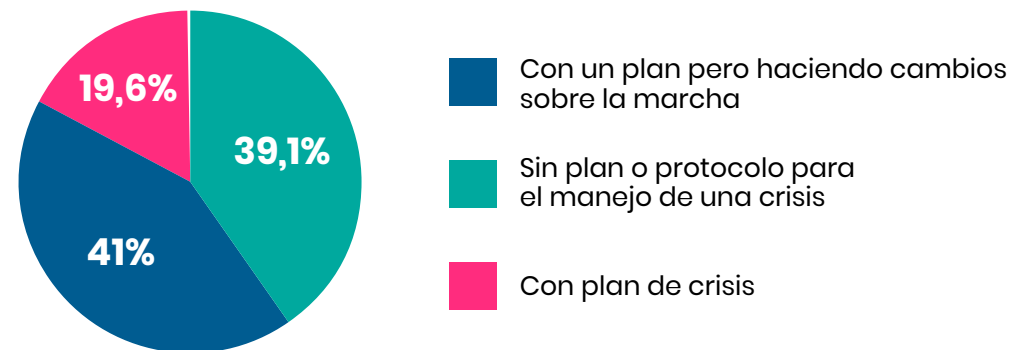 19,6%
39,1%
41%
Con un plan pero haciendo cambios
sobre la marcha
Sin plan o protocolo para
el manejo de una crisis
Con plan de crisis